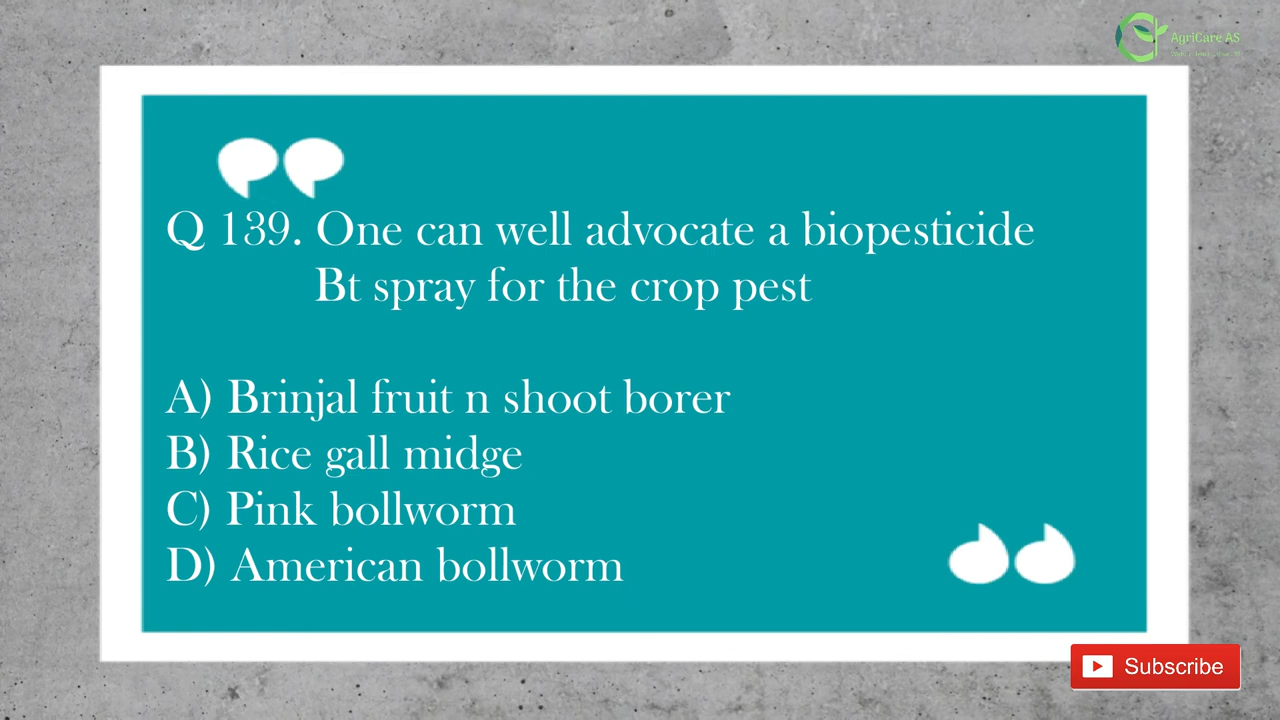 AgriCare AS
Q 139. One can well advocate a biopesticide
Bt spray for the crop pest
A) Brinjal fruit n shoot borer
B) Rice gall midge
C) Pink bollworm
D) American bollworm
Subscribe